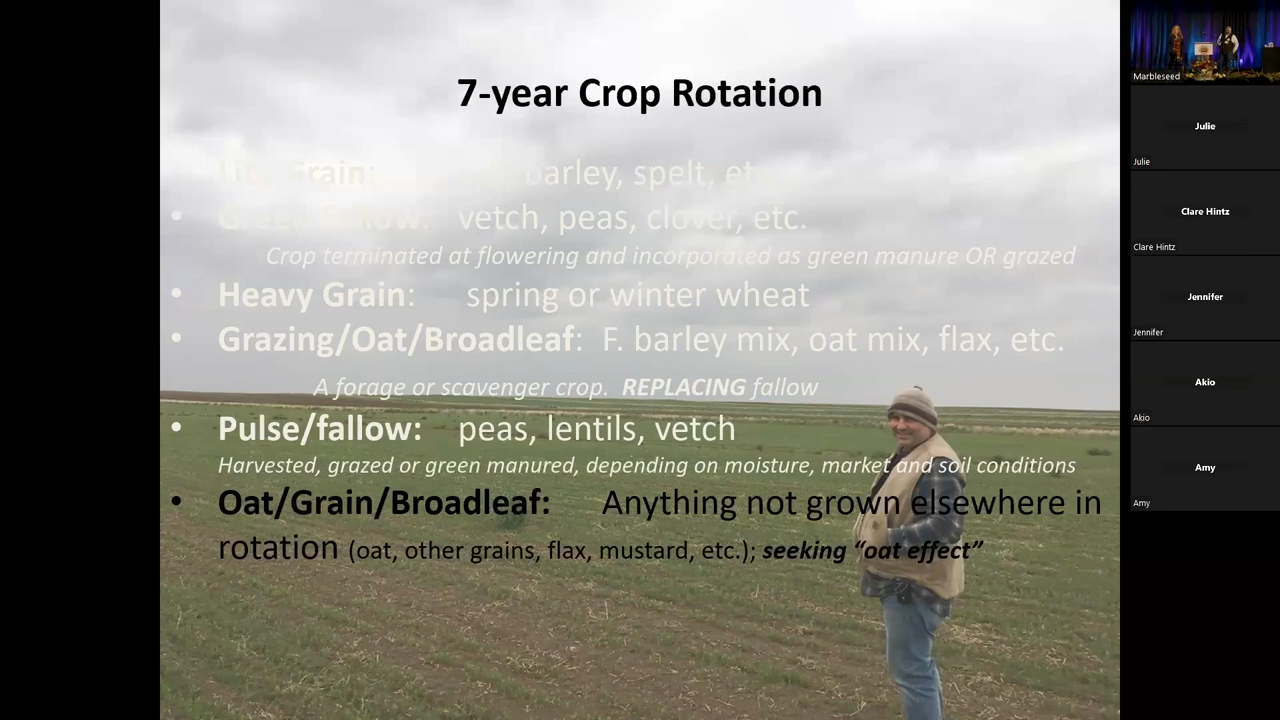 7-year Crop Rotation
Grain: barley, spelt, etc.
• vetch, peas, clover, etc.
Crop terminated at flowering and incorporated as green manure OR grazed
• Heavy Grain: spring or winter wheat
• Grazing/Oat/Broadleaf: F. barley mix, oat mix, flax, etc.
A forage or scavenger crop. REPLACING fallow
• Pulse/fallow: peas, lentils, vetch
Harvested, grazed or green manured, depending on moisture, market and soil conditions
• Oat/Grain/Broadleaf: Anything not grown elsewhere in
rotation (oat, other grains, flax, mustard, etc.); seeking “oat effect”
Marbleseed
Julie
Julie
Clare Hintz
Clare Hintz
Jennifer
Jennifer
Akio
Akio
Amy
Amy